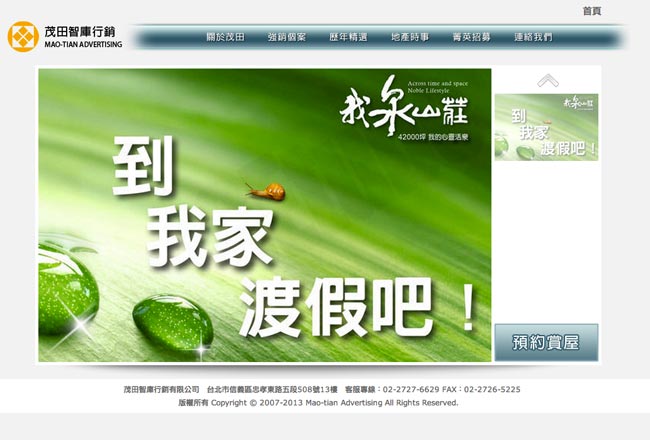 首頁
茂田智庫行銷
MAO-TIAN ADVERTISING
關於茂田 強銷個案 歷年精選 地產時事 菁英招募 連絡我們
Across time and space
Noble Lifestyle
我泉山莊
42000坪 我的心靈活泉
到
我家
渡假吧！
到
我家
渡假吧！
預約賞屋
茂田智庫行銷有限公司 台北市信義區忠孝東路五段508號13樓 客服專線：02-2727-6629 FAX：02-2726-5225
版權所有 Copyright © 2007-2013 Mao-tian Advertising All Rights Reserved.